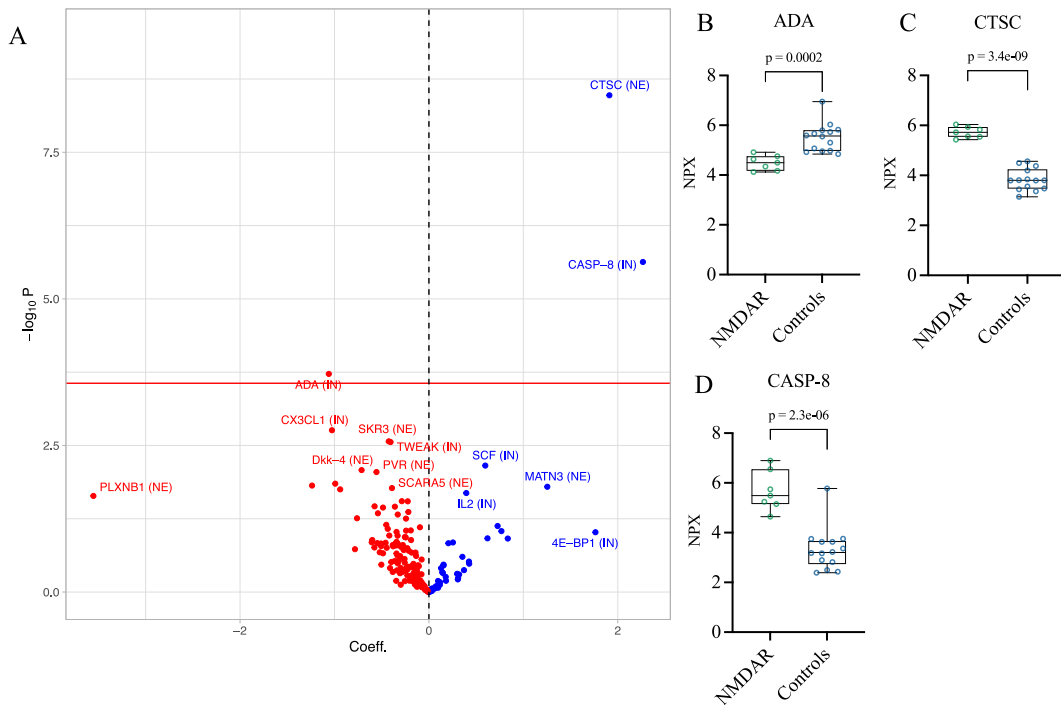 A
CTSC (NE)
7.5
CASP–8 (IN)
5.0
–log10 P
ADA (IN)
CX3CL1 (IN)
SKR3 (NE)
TWEAK (IN)
2.5
SCF (IN)
Dkk–4 (NE)
PVR (NE)
MATN3 (NE)
PLXNB1 (NE)
SCARA5 (NE)
IL2 (IN)
4E–BP1 (IN)
0.0
–2
0
2
Coeff.
B
ADA
p = 0.0002
8
6
4
2
0
NPX
NMDAR
Controls
C
CTSC
p = 3.4e-09
8
6
4
2
0
NPX
NMDAR
Controls
D
CASP-8
p = 2.3e-06
8
6
4
2
0
NPX
NMDAR
Controls